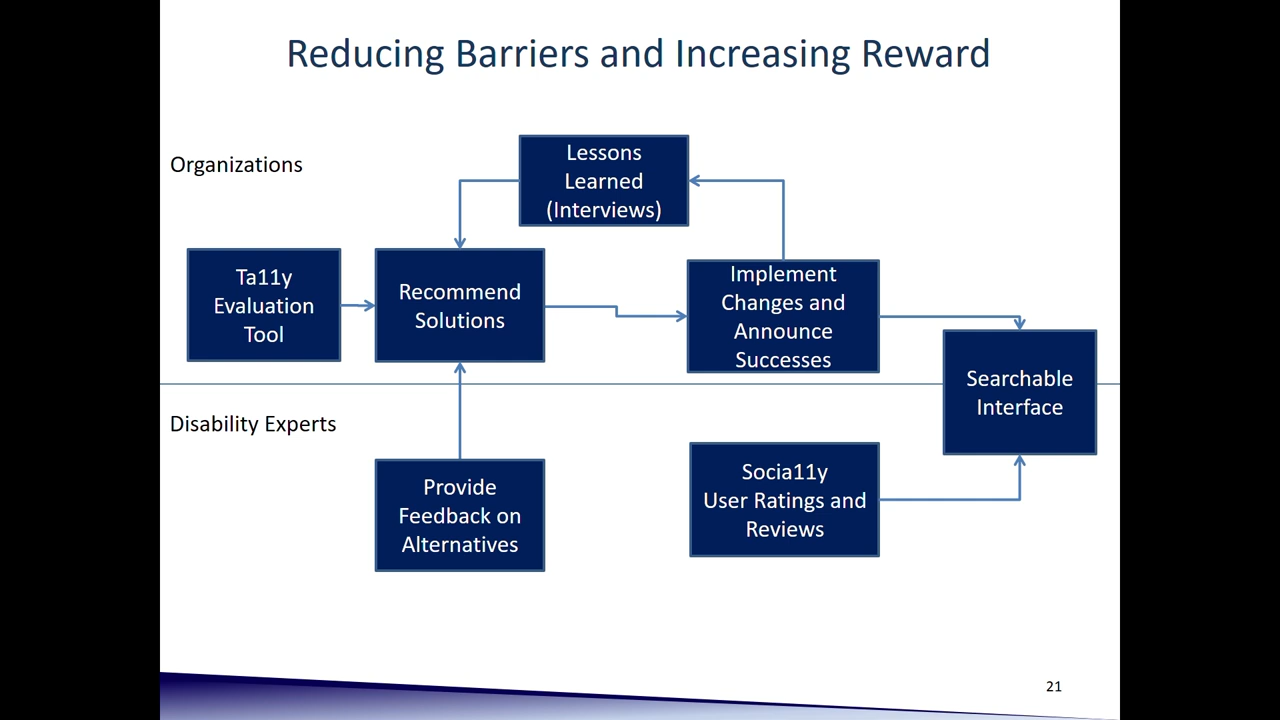 Reducing Barriers and Increasing Reward
Organizations
Lessons
Learned
(Interviews)
Ta11y
Evaluation
Tool
Recommend
Solutions
Implement
Changes and
Announce
Successes
Searchable
Interface
Disability Experts
Provide
Feedback on
Alternatives
Socia11y
User Ratings and
Reviews
21